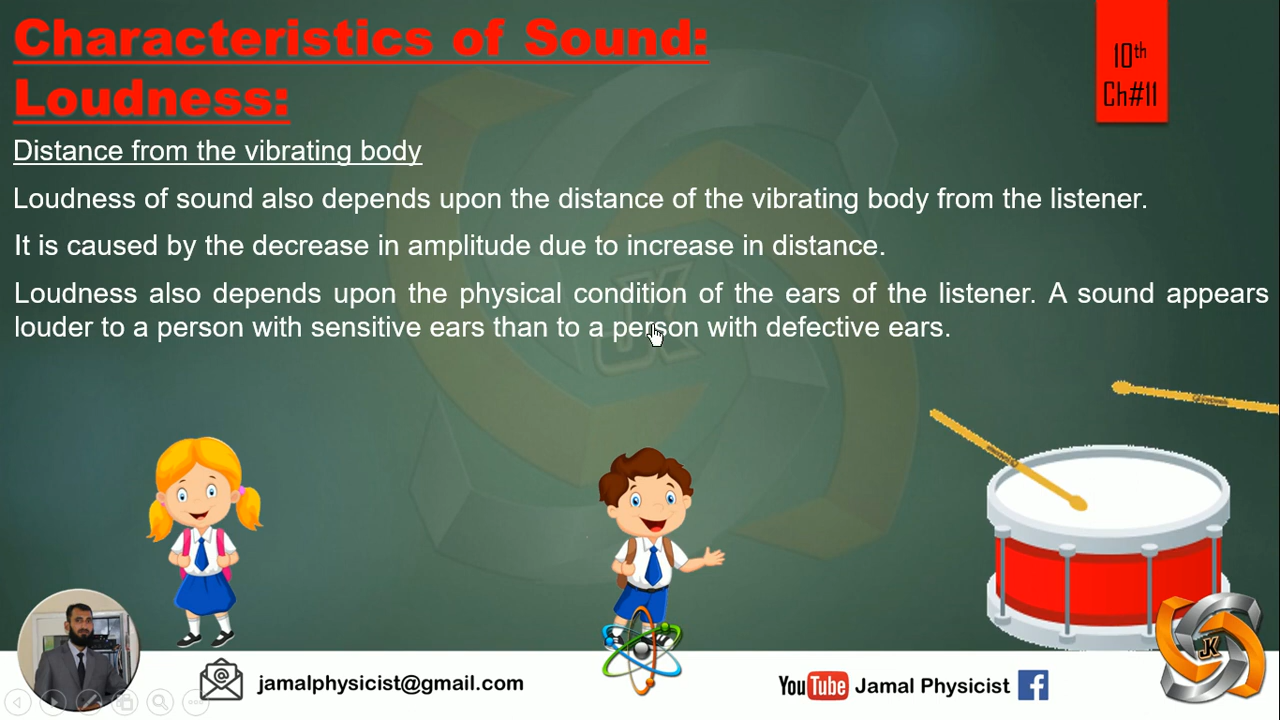 Characteristics of Sound:
Loudness:
10th
Ch#11
Distance from the vibrating body
Loudness of sound also depends upon the distance of the vibrating body from the listener.
It is caused by the decrease in amplitude due to increase in distance.
Loudness also depends upon the physical condition of the ears of the listener. A sound appears
louder to a person with sensitive ears than to a person with defective ears.
JK
JK
jamalphysicist@gmail.com
YouTube Jamal Physicist f